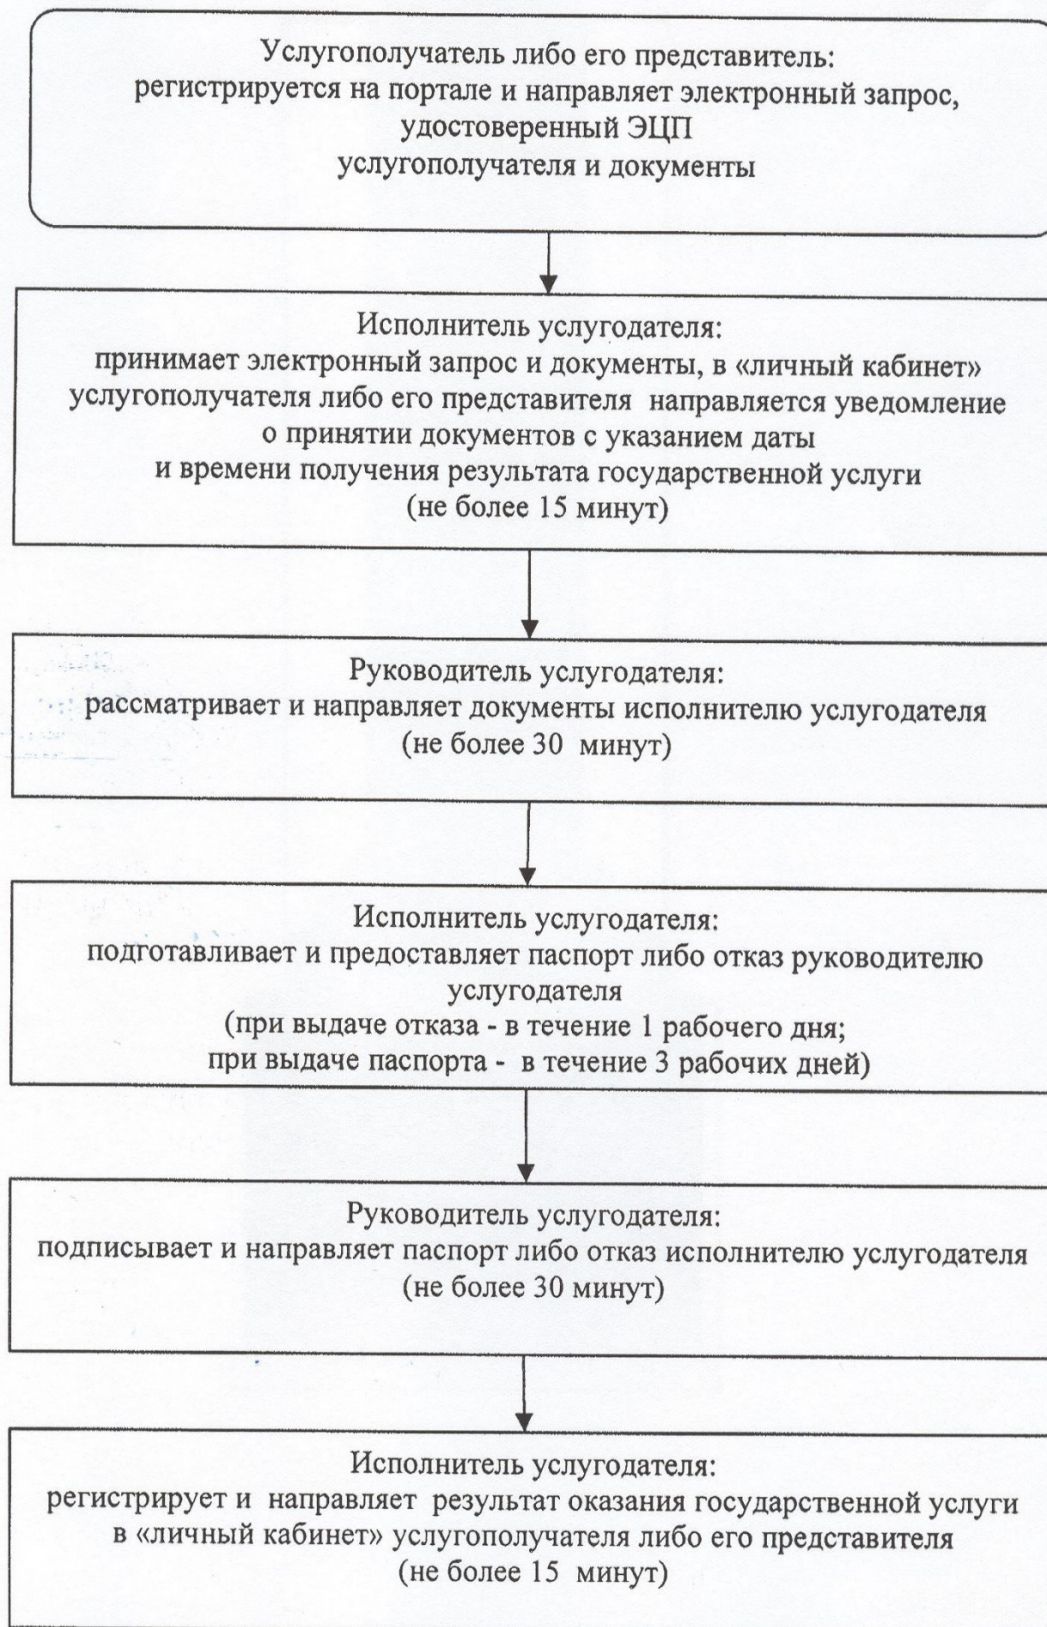 Услугополучатель либо его представитель:
регистрируется на портале и направляет электронный запрос,
удостоверенный ЭЦП
услугополучателя и документы
Исполнитель услугодателя:
принимает электронный запрос и документы, в «личный кабинет»
услугополучателя либо его представителя направляется уведомление
о принятии документов с указанием даты
и времени получения результата государственной услуги
(не более 15 минут)
Руководитель услугодателя:
рассматривает и направляет документы исполнителю услугодателя
(не более 30 минут)
Исполнитель услугодателя:
подготавливает и предоставляет паспорт либо отказ руководителю
услугодателя
(при выдаче отказа - в течение 1 рабочего дня;
при выдаче паспорта - в течение 3 рабочих дней)
Руководитель услугодателя:
подписывает и направляет паспорт либо отказ исполнителю услугодателя
(не более 30 минут)
Исполнитель услугодателя:
регистрирует и направляет результат оказания государственной услуги
в «личный кабинет» услугополучателя либо его представителя
(не более 15 минут)